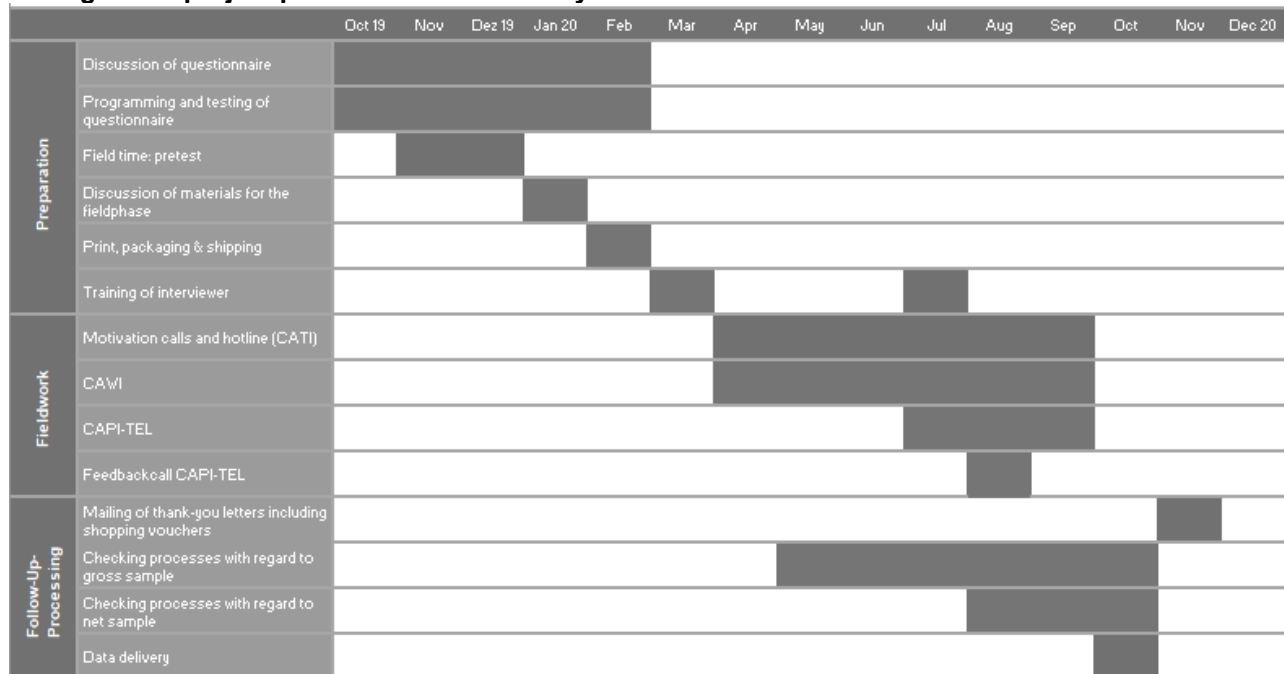 Oct 19 Nov Dez 19 Jan 20 Feb Mar Apr May Jun Jul Aug Sep Oct Nov Dec 20
Preparation
Discussion of questionnaire
Programming and testing of
questionnaire
Field time: pretest
Discussion of materials for the
fieldphase
Print, packaging & shipping
Training of interviewer
Fieldwork
Motivation calls and hotline (CATI)
CAWI
CAPI-TEL
Feedbackcall CAPI-TEL
Follow-Up-
Processing
Mailing of thank-you letters including
shopping vouchers
Checking processes with regard to
gross sample
Checking processes with regard to
net sample
Data delivery